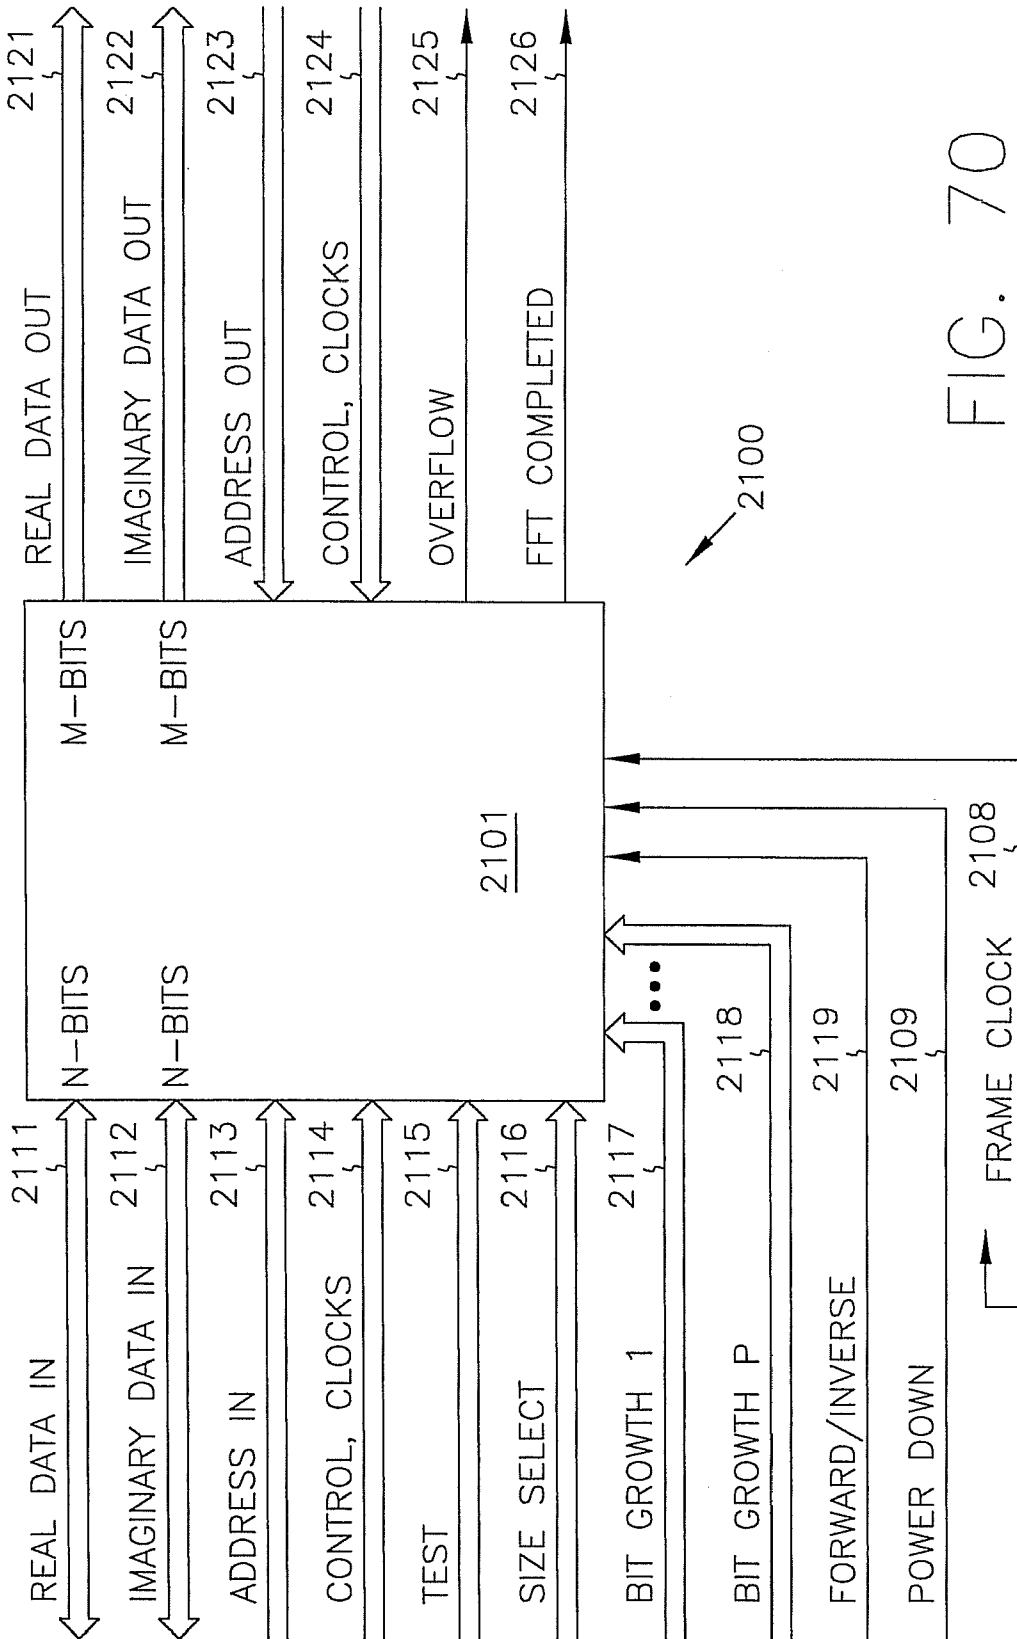 REAL DATA IN 2111
IMAGINARY DATA IN 2112
ADDRESS IN 2113
CONTROL, CLOCKS 2114
TEST 2115
SIZE SELECT 2116
BIT GROWTH 1 2117
BIT GROWTH P 2118
FORWARD/INVERSE 2119
POWER DOWN 2109
FRAME CLOCK 2108
N-BITS
N-BITS
M-BITS
M-BITS
2101
REAL DATA OUT 2121
IMAGINARY DATA OUT 2122
ADDRESS OUT 2123
CONTROL, CLOCKS 2124
OVERFLOW 2125
FFT COMPLETED 2126
2100
FIG. 70